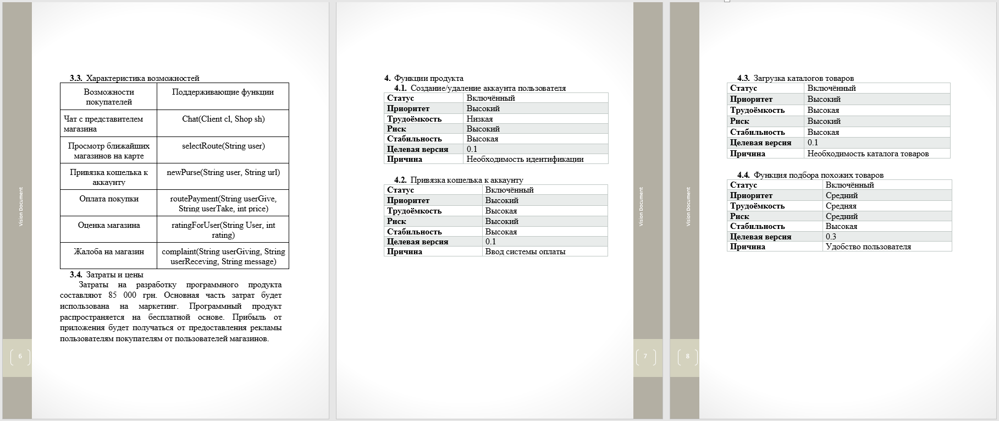 3.3. Характеристика возможностей
Возможности
покупателей
Поддерживающие функции
Чат с представителем
магазина
Chat(Client cl, Shop sh)
Просмотр ближайших
магазинов на карте
selectRoute(String user)
Привязка кошелька к
аккаунту
newPurse(String user, String url)
Оплата покупки
routePayment(String userGive,
String userTake, int price)
Оценка магазина
ratingForUser(String User, int
rating)
Жалоба на магазин
complaint(String userGiving, String
userReceving, String message)
3.4. Затраты и цены
Затраты на разработку программного продукта
составляют 85 000 грн. Основная часть затрат будет
использована на маркетинг. Программный продукт
распространяется на бесплатной основе. Прибыль от
приложения будет получаться от предоставления рекламы
пользователям покупателям от пользователей магазинов.
Vision Document
6
4. Функции продукта
4.1. Создание/удаление аккаунта пользователя
Статус Включённый
Приоритет Высокий
Трудоёмкость Низкая
Риск Высокий
Стабильность Высокая
Целевая версия 0.1
Причина Необходимость идентификации
4.2. Привязка кошелька к аккаунту
Статус Включённый
Приоритет Высокий
Трудоёмкость Высокая
Риск Высокий
Стабильность Высокая
Целевая версия 0.1
Причина Ввод системы оплаты
Vision Document
7
4.3. Загрузка каталогов товаров
Статус Включённый
Приоритет Высокий
Трудоёмкость Высокая
Риск Высокий
Стабильность Высокая
Целевая версия 0.1
Причина Необходимость каталога товаров
4.4. Функция подбора похожих товаров
Статус Включённый
Приоритет Средний
Трудоёмкость Средняя
Риск Средний
Стабильность Высокая
Целевая версия 0.3
Причина Удобство пользователя
Vision Document
8